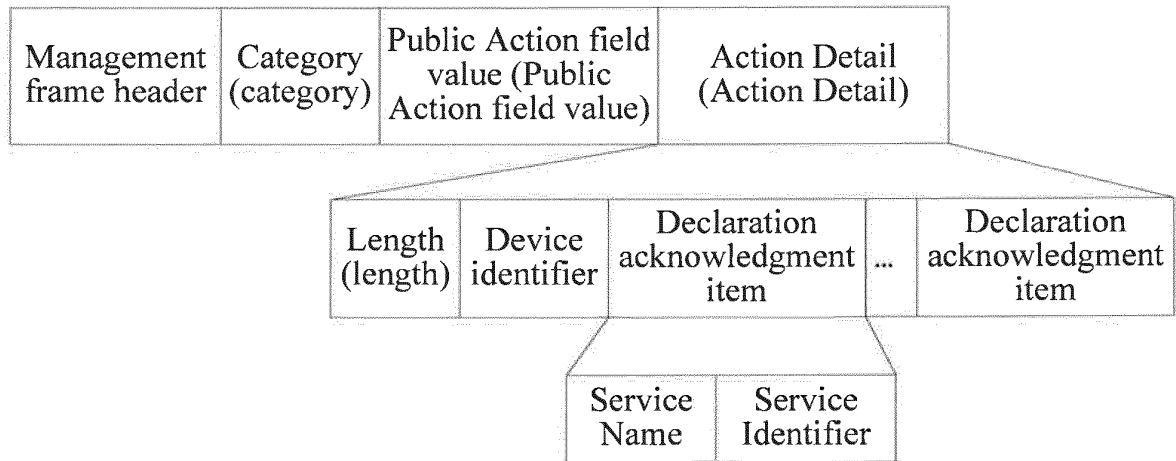 Management
frame header
Category
(category)
Public Action field
value (Public
Action field value)
Action Detail
(Action Detail)
Length
(length)
Device
identifier
Declaration
acknowledgment
item
...
Declaration
acknowledgment
item
Service
Name
Service
Identifier